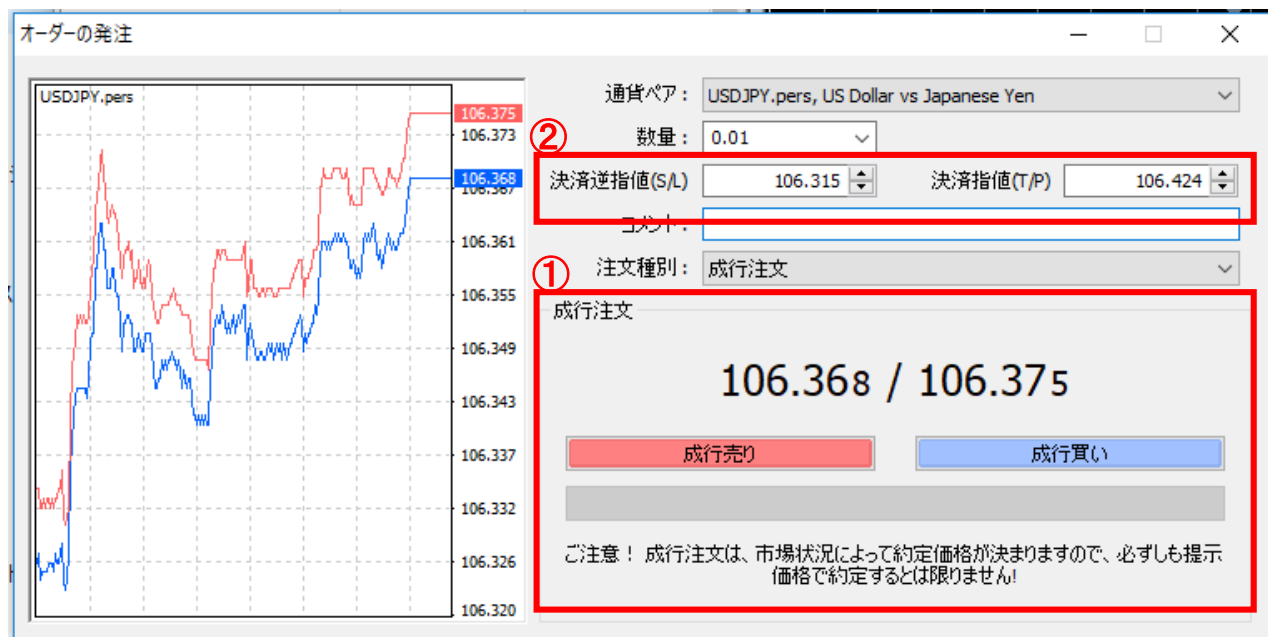 オーダーの発注
USDJPY.pers
106.375
106.373
106.368
106.367
106.361
106.355
106.349
106.343
106.337
106.332
106.326
106.320
通貨ペア： USDJPY.pers, US Dollar vs Japanese Yen
② 数量： 0.01
決済逆指値(S/L) 106.315 決済指値(T/P) 106.424
コメント：
① 注文種別： 成行注文
成行注文
106.368 / 106.375
成行売り 成行買い
ご注意！ 成行注文は、市場状況によって約定価格が決まりますので、必ずしも提示
価格で約定するとは限りません!